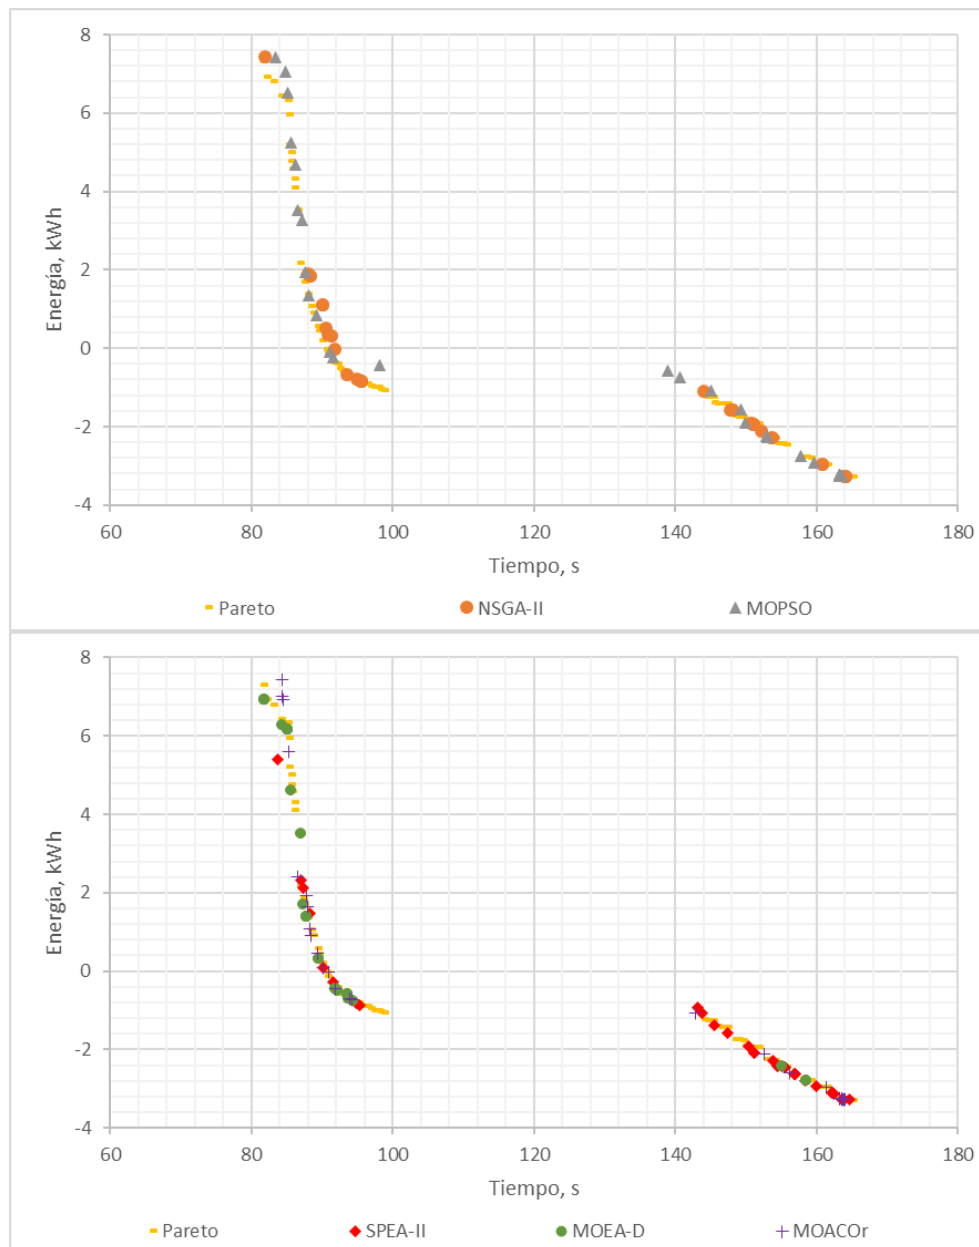 8
6
4
2
0
-2
-4
Energía, kWh
60 80 100 120 140 160 180
Tiempo, s
Pareto NSGA-II MOPSO
8
6
4
2
0
-2
-4
Energía, kWh
60 80 100 120 140 160 180
Tiempo, s
Pareto SPEA-II MOEA-D MOACOr